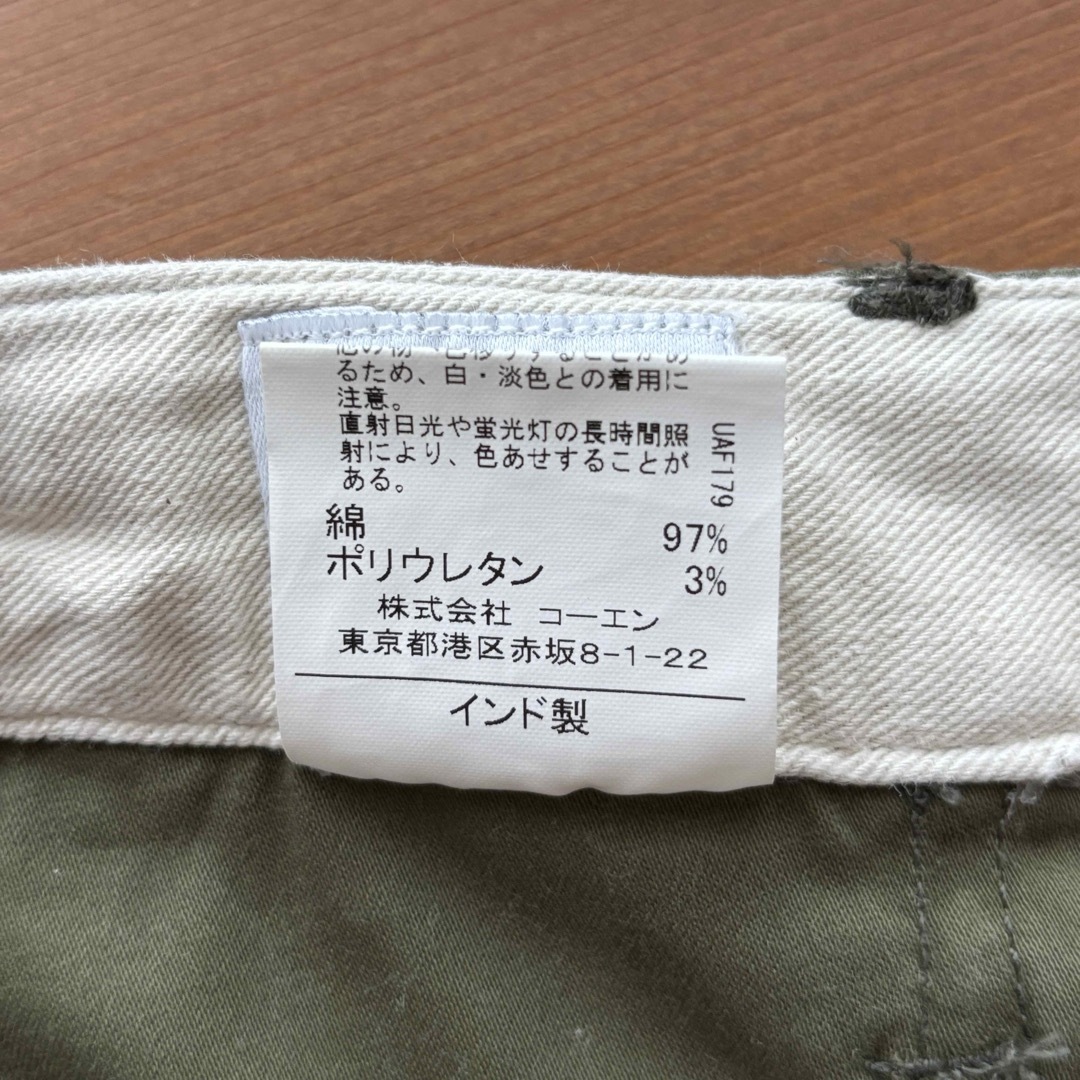 るため、白・淡色との着用に
注意。
直射日光や蛍光灯の長時間照
射により、色あせすることが
ある。
UAF179
綿 97%
ポリウレタン 3%
株式会社 コーエン
東京都港区赤坂8-1-22
インド製